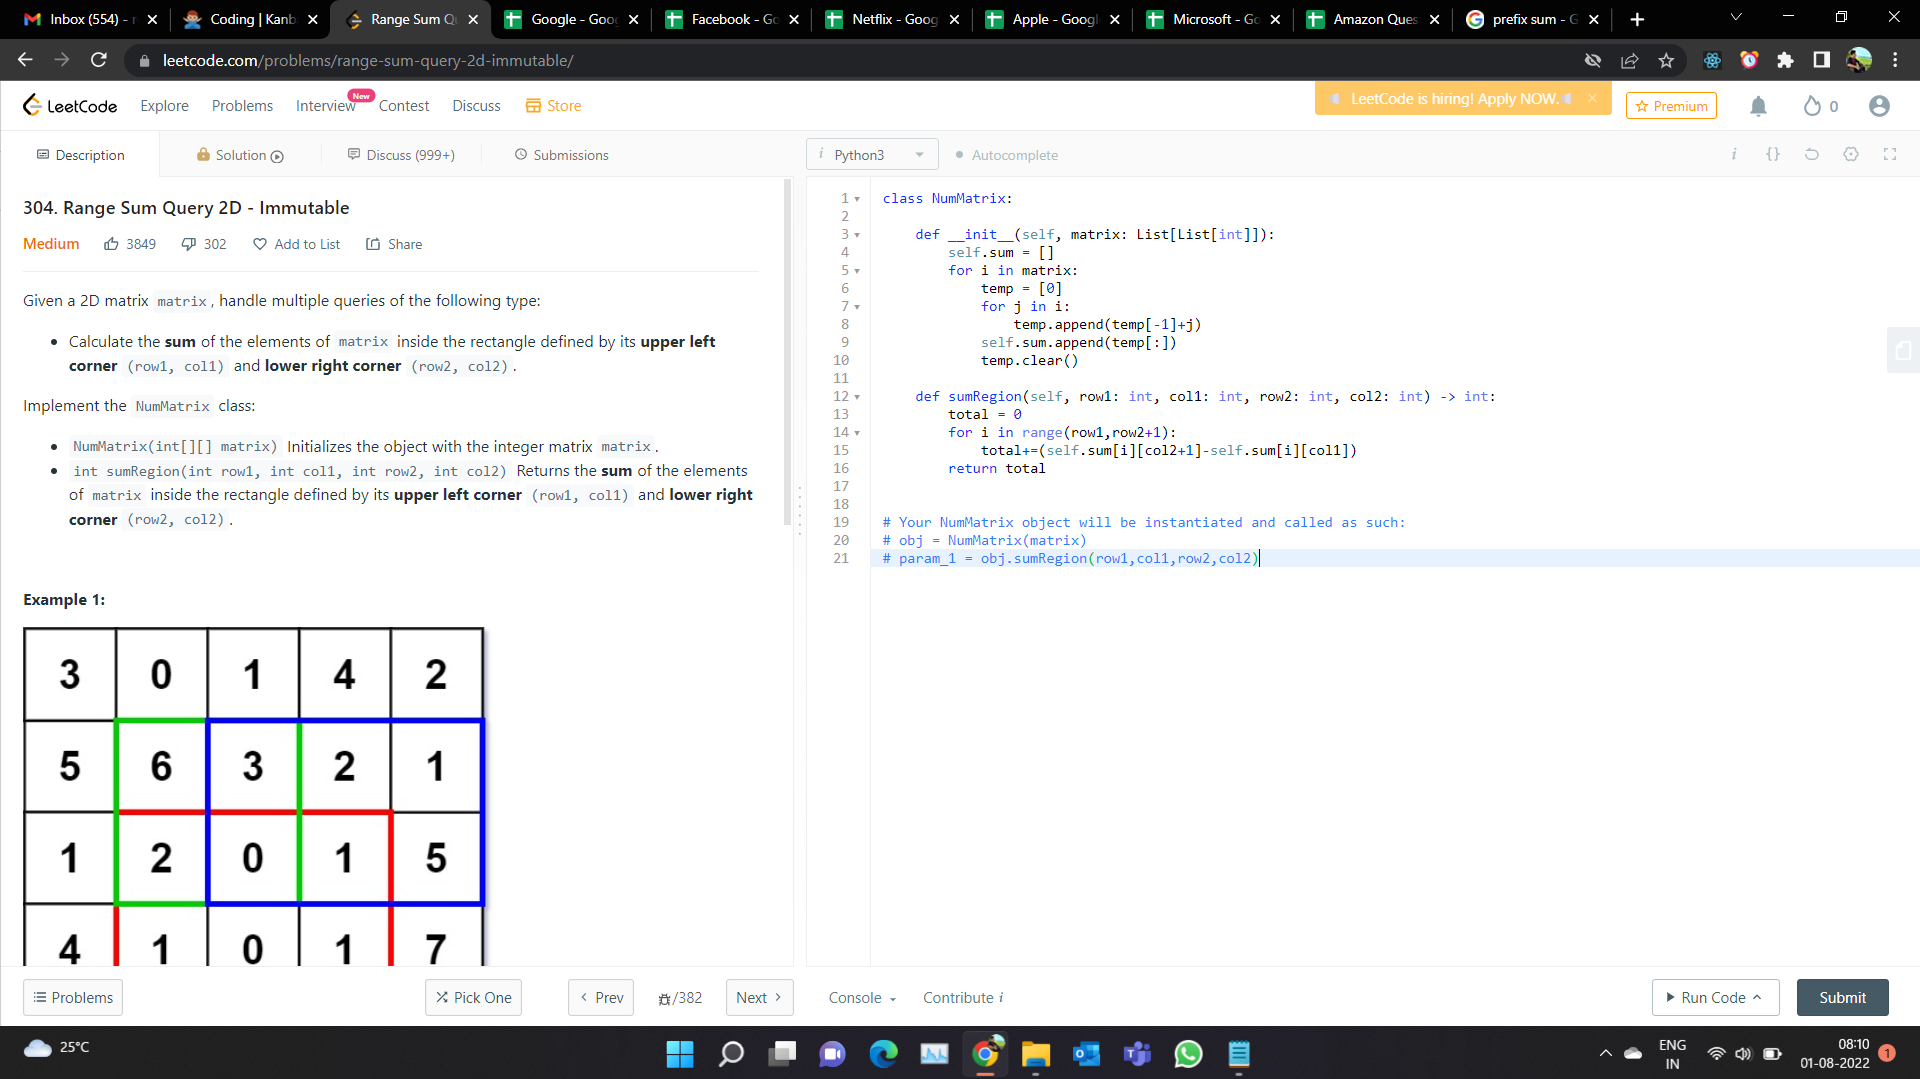 Inbox (554) - r
Coding | Kanb
Range Sum Qu
Google - Goog
Facebook - Go
Netflix - Goog
Apple - Googl
Microsoft - Go
Amazon Ques
prefix sum - G
leetcode.com/problems/range-sum-query-2d-immutable/
LeetCode
Explore
Problems
Interview
New
Contest
Discuss
Store
LeetCode is hiring! Apply NOW.
Premium
0
Description
Solution
Discuss (999+)
Submissions
i Python3
Autocomplete
304. Range Sum Query 2D - Immutable
Medium 3849 302 Add to List Share
Given a 2D matrix matrix, handle multiple queries of the following type:
• Calculate the sum of the elements of matrix inside the rectangle defined by its upper left
corner (row1, col1) and lower right corner (row2, col2).
Implement the NumMatrix class:
• NumMatrix(int[][] matrix) Initializes the object with the integer matrix matrix.
• int sumRegion(int row1, int col1, int row2, int col2) Returns the sum of the elements
of matrix inside the rectangle defined by its upper left corner (row1, col1) and lower right
corner (row2, col2).
Example 1:
3 0 1 4 2
5 6 3 2 1
1 2 0 1 5
4 1 0 1 7
1 class NumMatrix:
2
3 def __init__(self, matrix: List[List[int]]):
4 self.sum = []
5 for i in matrix:
6 temp = [0]
7 for j in i:
8 temp.append(temp[-1]+j)
9 self.sum.append(temp[:])
10 temp.clear()
11
12 def sumRegion(self, row1: int, col1: int, row2: int, col2: int) -> int:
13 total = 0
14 for i in range(row1,row2+1):
15 total+=(self.sum[i][col2+1]-self.sum[i][col1])
16 return total
17
18
19 # Your NumMatrix object will be instantiated and called as such:
20 # obj = NumMatrix(matrix)
21 # param_1 = obj.sumRegion(row1,col1,row2,col2)
Problems
Pick One
Prev
/382
Next
Console
Contribute i
Run Code
Submit
25°C
ENG
IN
08:10
01-08-2022
1